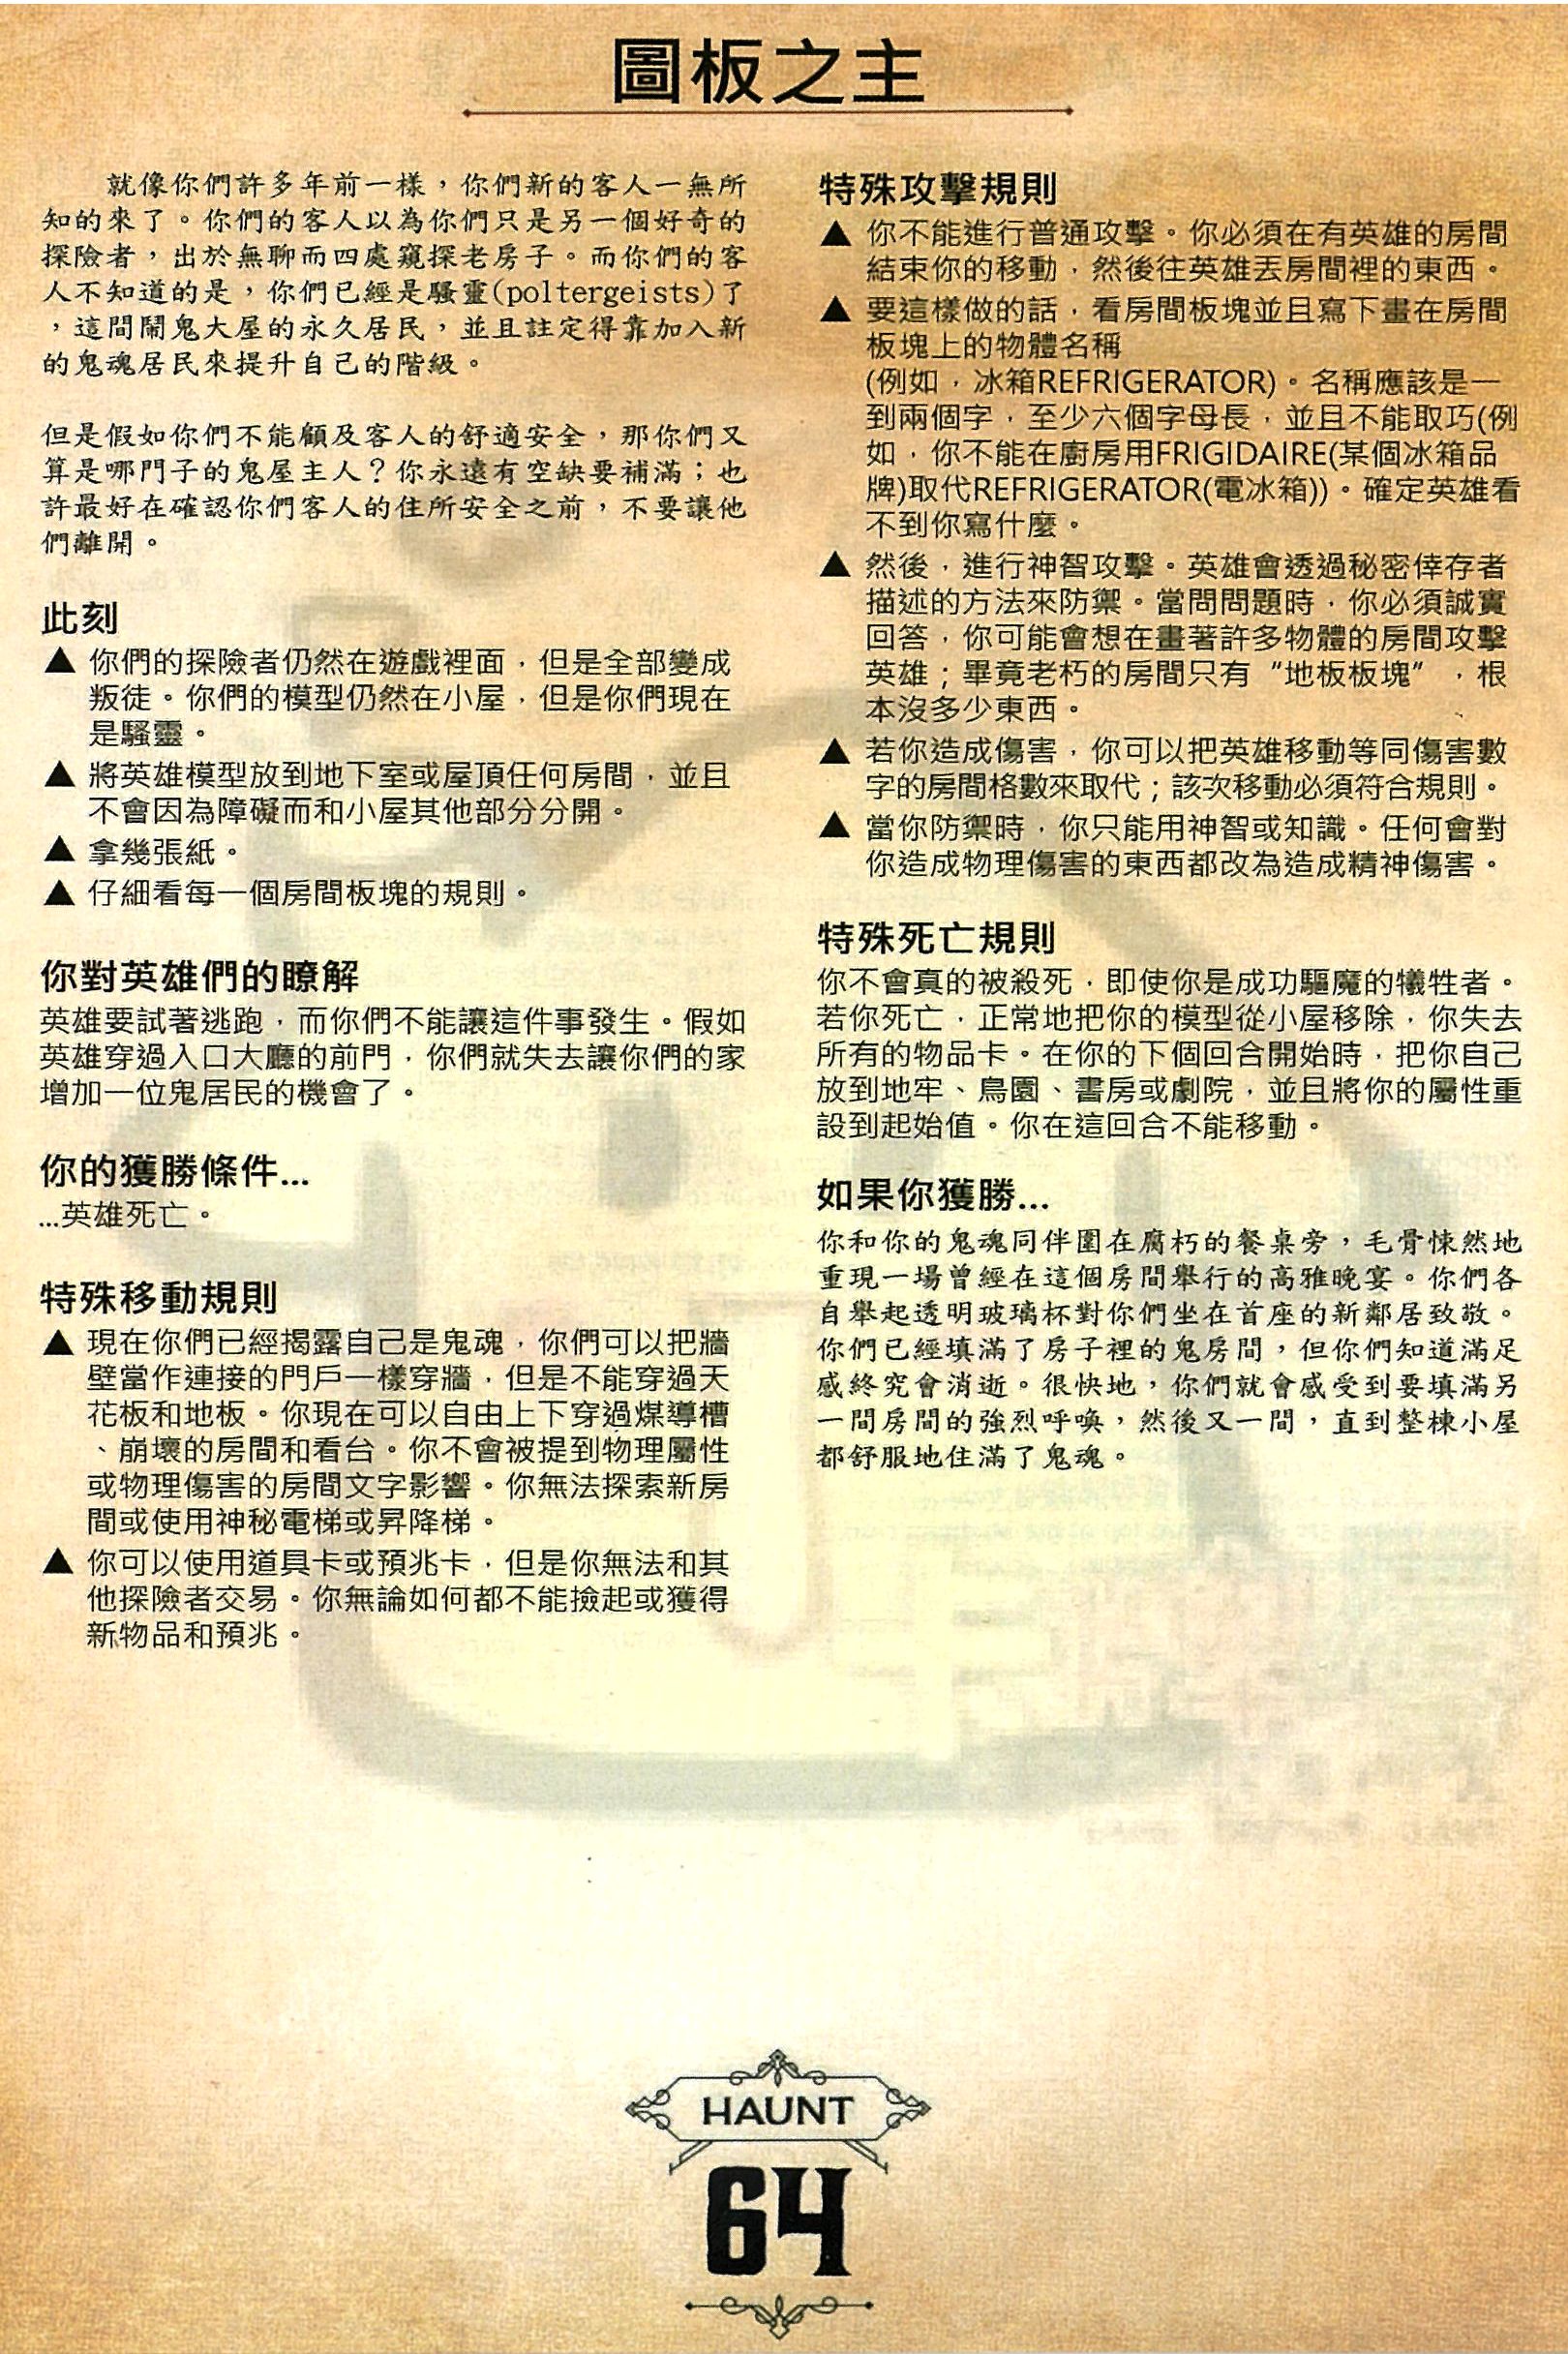 圖板之主
就像你們許多年前一樣，你們新的客人一無所
知的來了。你們的客人以為你們只是另一個好奇的
探險者，出於無聊而四處窺探老房子。而你們的客
人不知道的是，你們已經是騷靈(poltergeists)了
，這間鬧鬼大屋的永久居民，並且註定得靠加入新
的鬼魂居民來提升自己的階級。
但是假如你們不能顧及客人的舒適安全，那你們又
算是哪門子的鬼屋主人？你永遠有空缺要補滿；也
許最好在確認你們客人的住所安全之前，不要讓他
們離開。
此刻
▲ 你們的探險者仍然在遊戲裡面，但是全部變成
叛徒。你們的模型仍然在小屋，但是你們現在
是騷靈。
▲ 將英雄模型放到地下室或屋頂任何房間，並且
不會因為障礙而和小屋其他部分分開。
▲ 拿幾張紙。
▲ 仔細看每一個房間板塊的規則。
你對英雄們的瞭解
英雄要試著逃跑，而你們不能讓這件事發生。假如
英雄穿過入口大廳的前門，你們就失去讓你們的家
增加一位鬼居民的機會了。
你的獲勝條件...
...英雄死亡。
特殊移動規則
▲ 現在你們已經揭露自己是鬼魂，你們可以把牆
壁當作連接的門戶一樣穿牆，但是不能穿過天
花板和地板。你現在可以自由上下穿過煤導槽
、崩壞的房間和看台。你不會被提到物理屬性
或物理傷害的房間文字影響。你無法探索新房
間或使用神秘電梯或昇降梯。
▲ 你可以使用道具卡或預兆卡，但是你無法和其
他探險者交易。你無論如何都不能撿起或獲得
新物品和預兆。
特殊攻擊規則
▲ 你不能進行普通攻擊。你必須在有英雄的房間
結束你的移動，然後往英雄丟房間裡的東西。
▲ 要這樣做的話，看房間板塊並且寫下畫在房間
板塊上的物體名稱
(例如，冰箱REFRIGERATOR)。名稱應該是一
到兩個字，至少六個字母長，並且不能取巧(例
如，你不能在廚房用FRIGIDAIRE(某個冰箱品
牌)取代REFRIGERATOR(電冰箱))。確定英雄看
不到你寫什麼。
▲ 然後，進行神智攻擊。英雄會透過秘密倖存者
描述的方法來防禦。當問問題時，你必須誠實
回答，你可能會想在畫著許多物體的房間攻擊
英雄；畢竟老朽的房間只有“地板板塊”，根
本沒多少東西。
▲ 若你造成傷害，你可以把英雄移動等同傷害數
字的房間格數來取代；該次移動必須符合規則。
▲ 當你防禦時，你只能用神智或知識。任何會對
你造成物理傷害的東西都改為造成精神傷害。
特殊死亡規則
你不會真的被殺死，即使你是成功驅魔的犧牲者。
若你死亡，正常地把你的模型從小屋移除，你失去
所有的物品卡。在你的下個回合開始時，把你自己
放到地牢、鳥園、書房或劇院，並且將你的屬性重
設到起始值。你在這回合不能移動。
如果你獲勝...
你和你的鬼魂同伴圍在腐朽的餐桌旁，毛骨悚然地
重現一場曾經在這個房間舉行的高雅晚宴。你們各
自舉起透明玻璃杯對你們坐在首座的新鄰居致敬。
你們已經填滿了房子裡的鬼房間，但你們知道滿足
感終究會消逝。很快地，你們就會感受到要填滿另
一間房間的強烈呼喚，然後又一間，直到整棟小屋
都舒服地住滿了鬼魂。
HAUNT
64